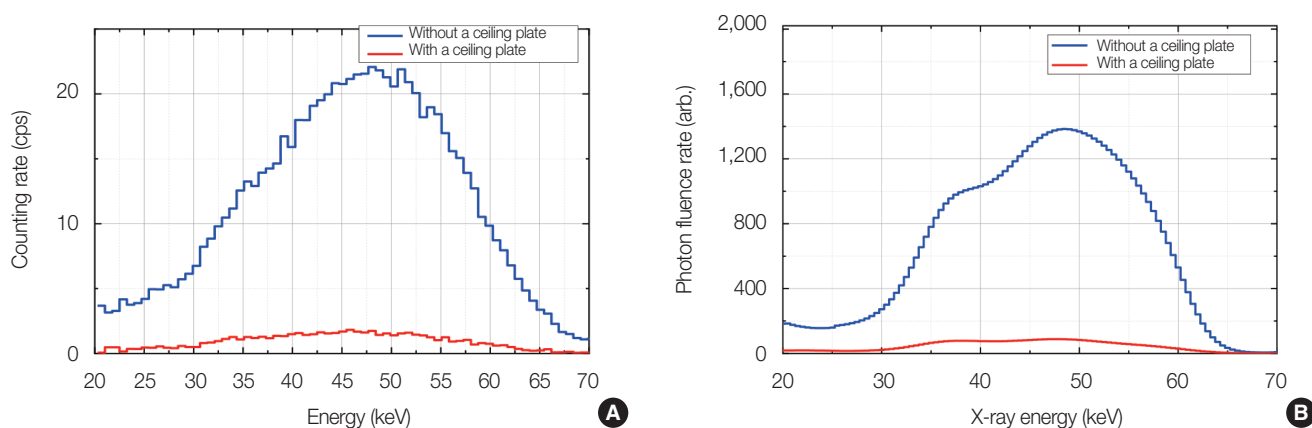 Without a ceiling plate
With a ceiling plate
Counting rate (cps)
20
10
0
20 25 30 35 40 45 50 55 60 65 70
Energy (keV)
A
2,000
1,600
1,200
800
400
0
Without a ceiling plate
With a ceiling plate
Photon fluence rate (arb.)
20 30 40 50 60 70
X-ray energy (keV)
B